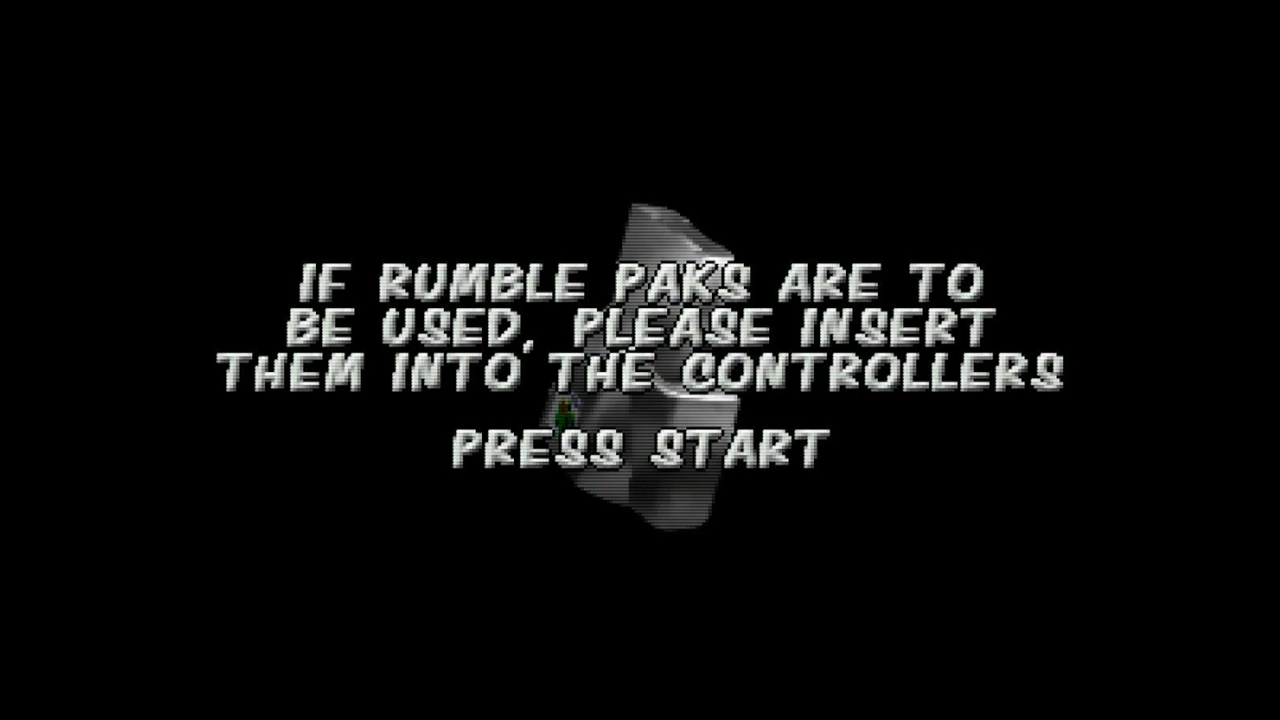 IF RUMBLE PAKS ARE TO
BE USED, PLEASE INSERT
THEM INTO THE CONTROLLERS
PRESS START